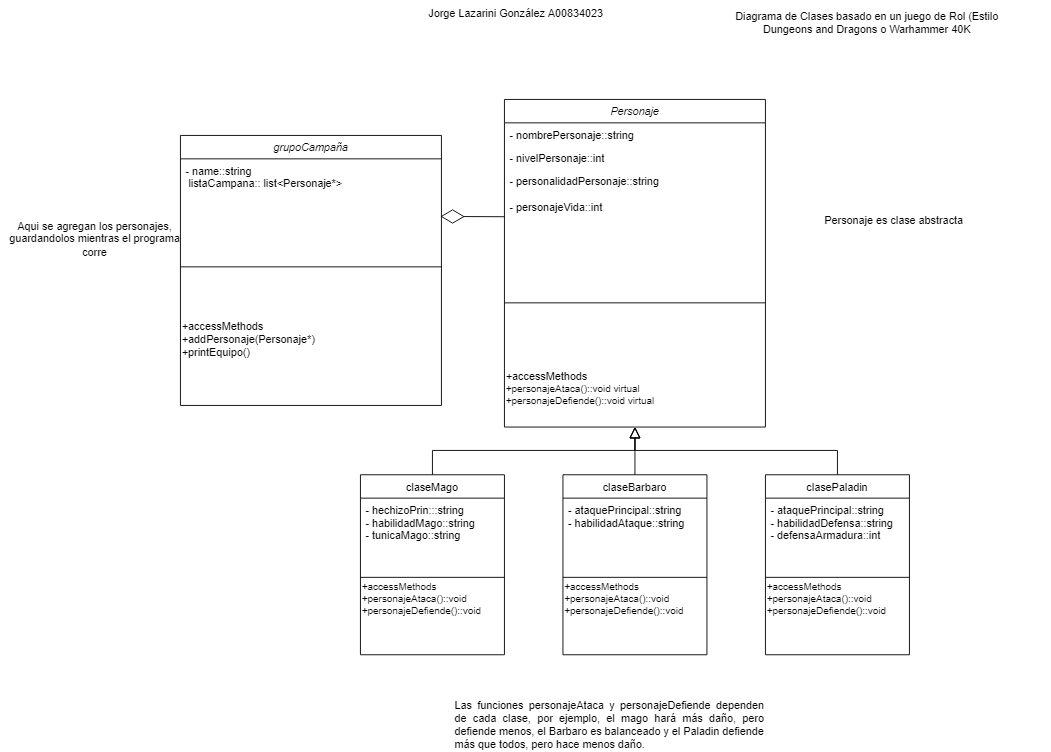 Jorge Lazarini González A00834023
Diagrama de Clases basado en un juego de Rol (Estilo
Dungeons and Dragons o Warhammer 40K
Personaje
- nombrePersonaje::string
- nivelPersonaje::int
- personalidadPersonaje::string
- personajeVida::int
+accessMethods
+personajeAtaca()::void virtual
+personajeDefiende()::void virtual
grupoCampaña
- name::string
listaCampana:: list<Personaje*>
+accessMethods
+addPersonaje(Personaje*)
+printEquipo()
Aqui se agregan los personajes,
guardandolos mientras el programa
corre
Personaje es clase abstracta
claseMago
- hechizoPrin:::string
- habilidadMago::string
- tunicaMago::string
+accessMethods
+personajeAtaca()::void
+personajeDefiende()::void
claseBarbaro
- ataquePrincipal::string
- habilidadAtaque::string
+accessMethods
+personajeAtaca()::void
+personajeDefiende()::void
clasePaladin
- ataquePrincipal::string
- habilidadDefensa::string
- defensaArmadura::int
+accessMethods
+personajeAtaca()::void
+personajeDefiende()::void
Las funciones personajeAtaca y personajeDefiende dependen
de cada clase, por ejemplo, el mago hará más daño, pero
defiende menos, el Barbaro es balanceado y el Paladin defiende
más que todos, pero hace menos daño.